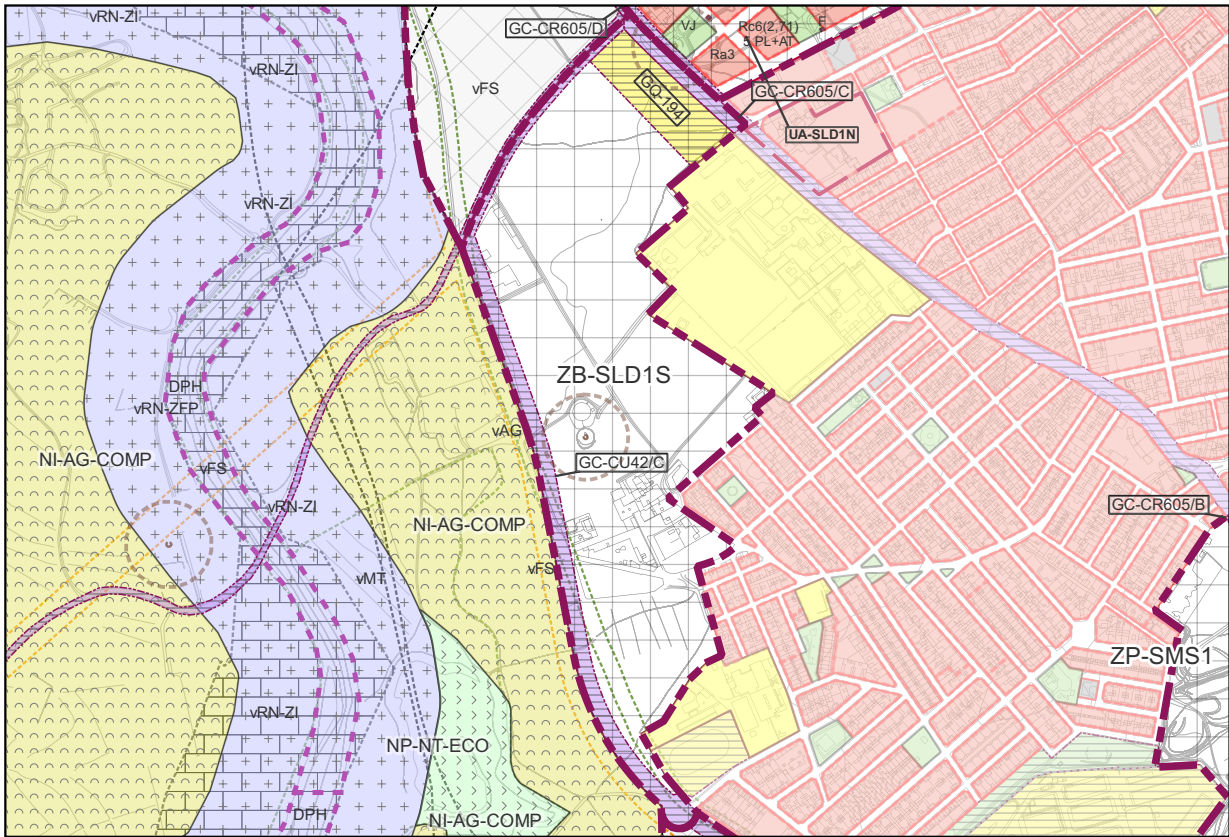 vRN-ZI
GC-CR605/D
VJ
Rc6(2,71)
5 PL+AT
F
Ra3
vRN-ZI
vFS
GQ-194
GC-CR605/C
UA-SLD1N
vRN-ZI
ZB-SLD1S
DPH
vRN-ZFP
vAG
NI-AG-COMP
vFS
GC-CU42/C
vRN-ZI
GC-CR605/B
NI-AG-COMP
vFS
vMT
ZP-SMS1
vRN-ZI
NP-NT-ECO
DPH
NI-AG-COMP